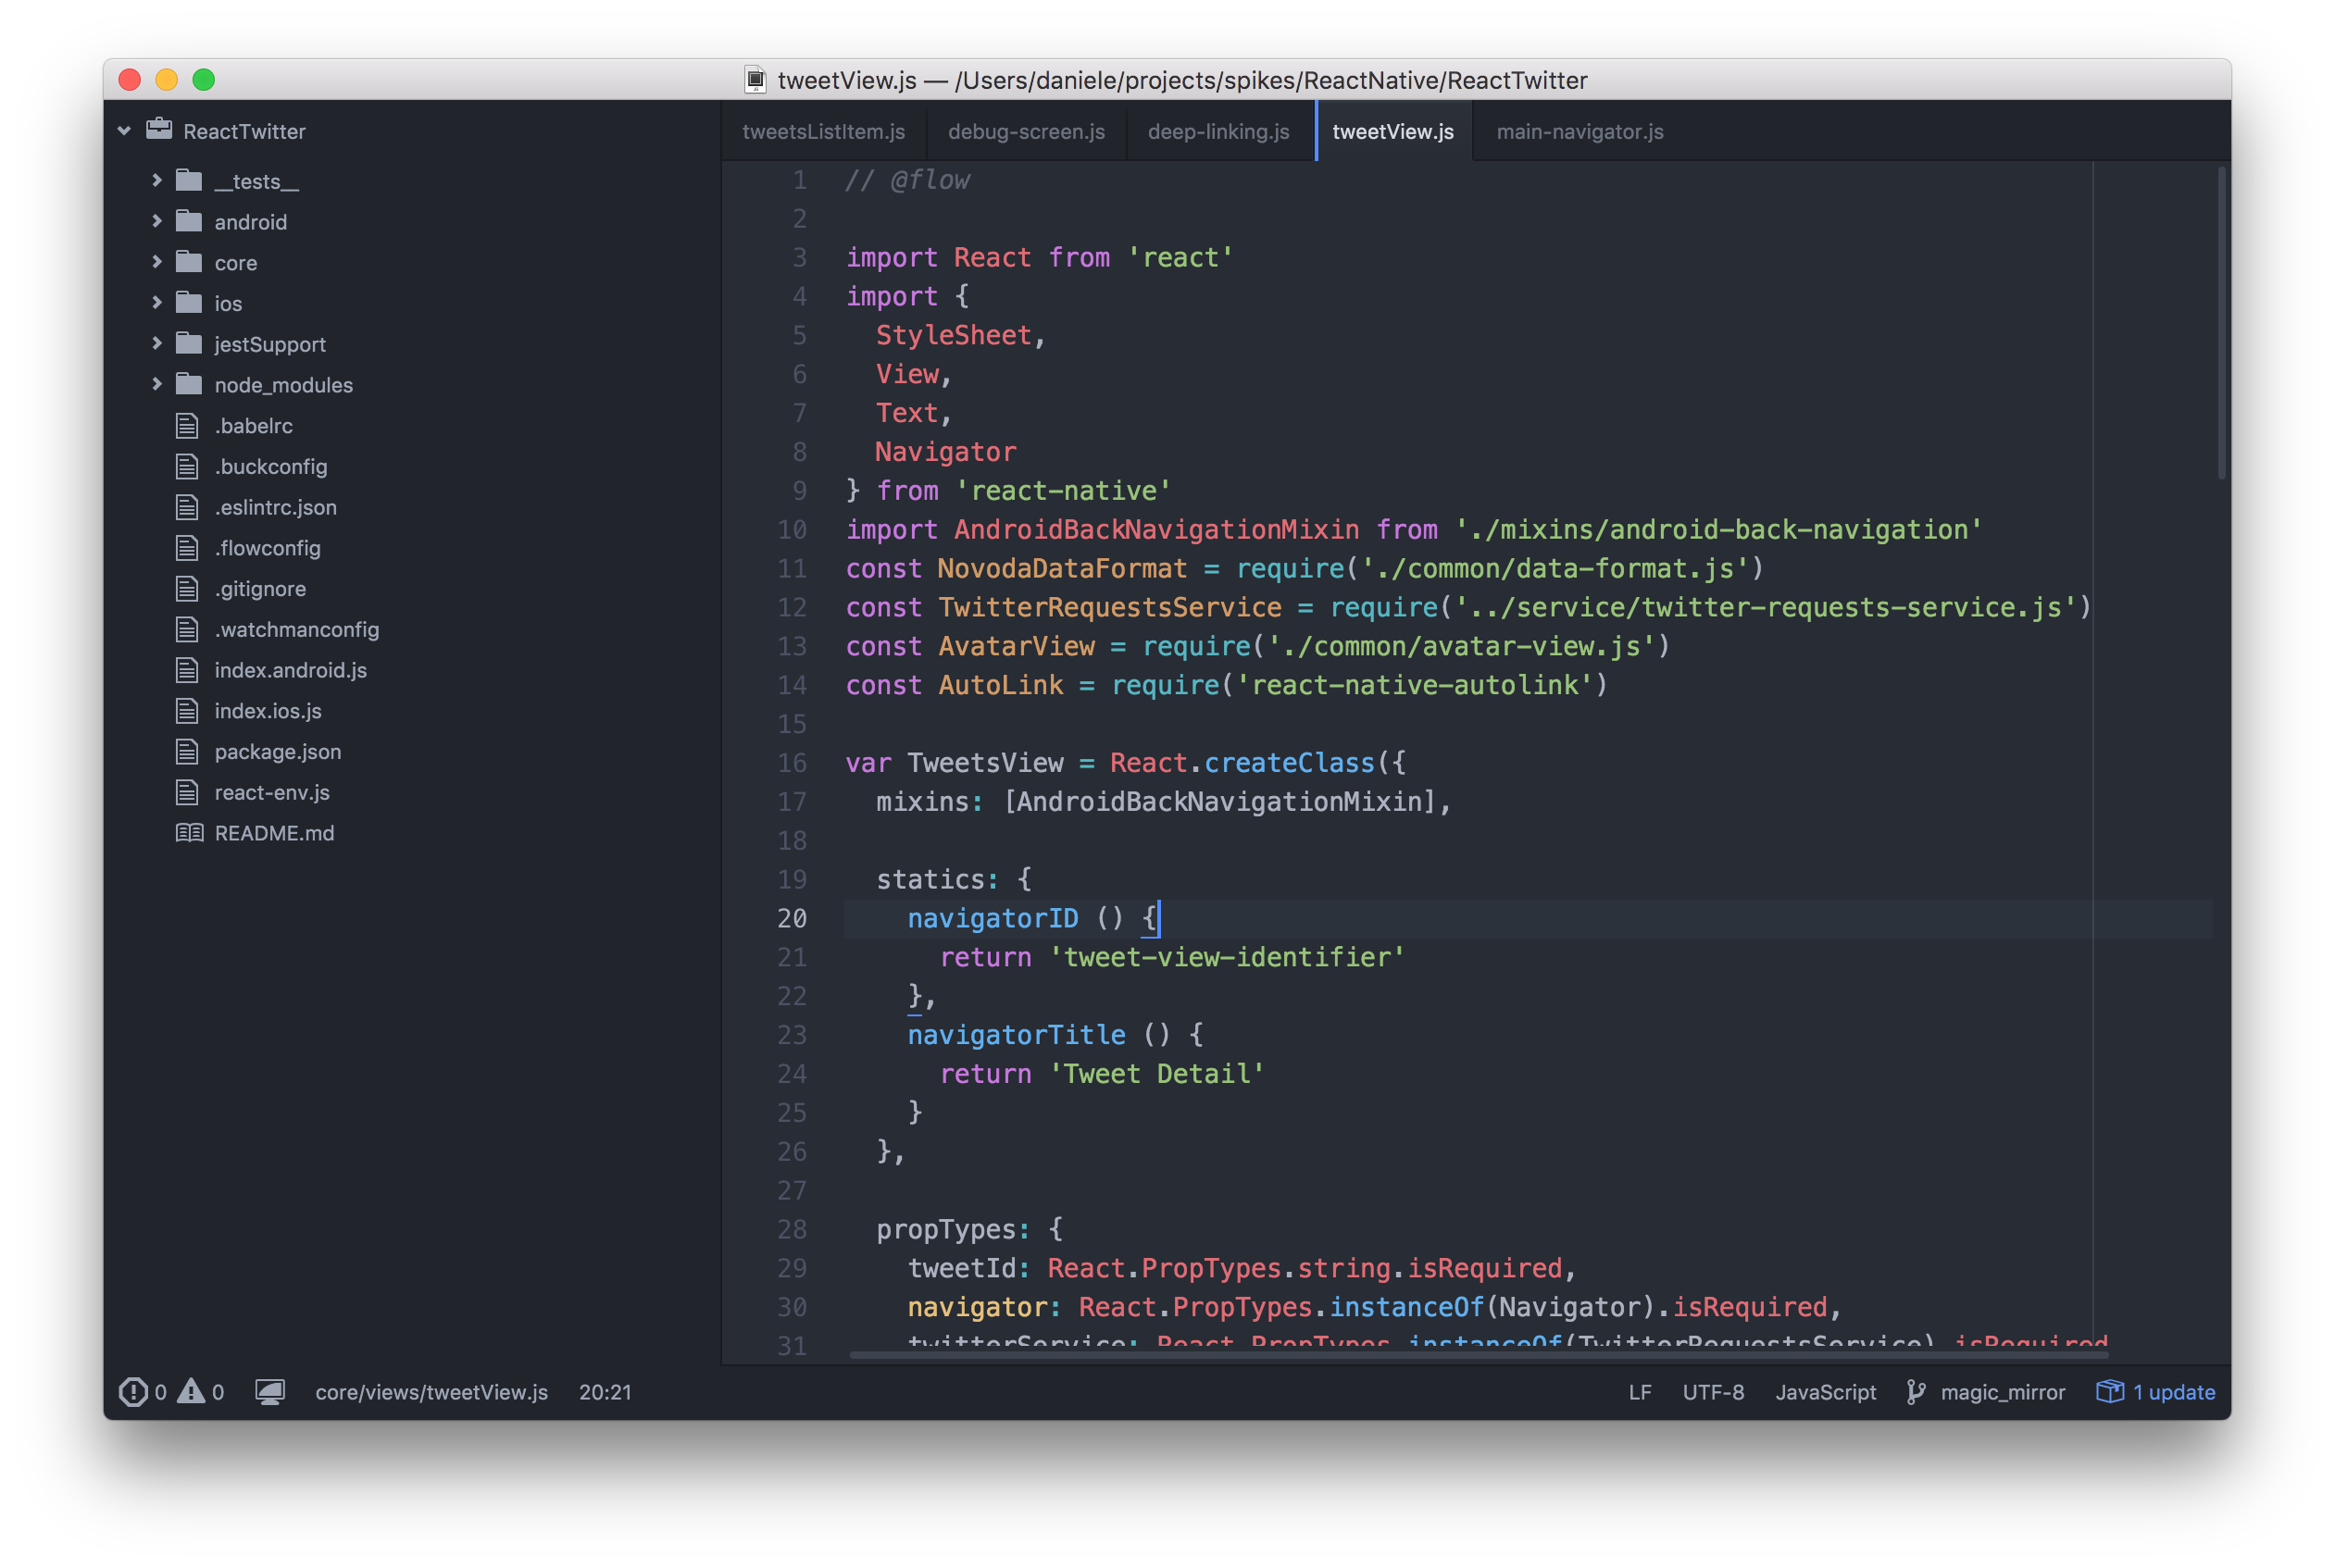 tweetView.js — /Users/daniele/projects/spikes/ReactNative/ReactTwitter
ReactTwitter
__tests__
android
core
ios
jestSupport
node_modules
.babelrc
.buckconfig
.eslintrc.json
.flowconfig
.gitignore
.watchmanconfig
index.android.js
index.ios.js
package.json
react-env.js
README.md
tweetsListItem.js debug-screen.js deep-linking.js tweetView.js main-navigator.js
1 // @flow
2
3 import React from 'react'
4 import {
5   StyleSheet,
6   View,
7   Text,
8   Navigator
9 } from 'react-native'
10 import AndroidBackNavigationMixin from './mixins/android-back-navigation'
11 const NovodaDataFormat = require('./common/data-format.js')
12 const TwitterRequestsService = require('../service/twitter-requests-service.js')
13 const AvatarView = require('./common/avatar-view.js')
14 const AutoLink = require('react-native-autolink')
15
16 var TweetsView = React.createClass({
17   mixins: [AndroidBackNavigationMixin],
18
19   statics: {
20     navigatorID () {
21       return 'tweet-view-identifier'
22     },
23     navigatorTitle () {
24       return 'Tweet Detail'
25     }
26   },
27
28   propTypes: {
29     tweetId: React.PropTypes.string.isRequired,
30     navigator: React.PropTypes.instanceOf(Navigator).isRequired,
31     twitterService: React.PropTypes.instanceOf(TwitterRequestsService).isRequired
0 0 core/views/tweetView.js 20:21 LF UTF-8 JavaScript magic_mirror 1 update